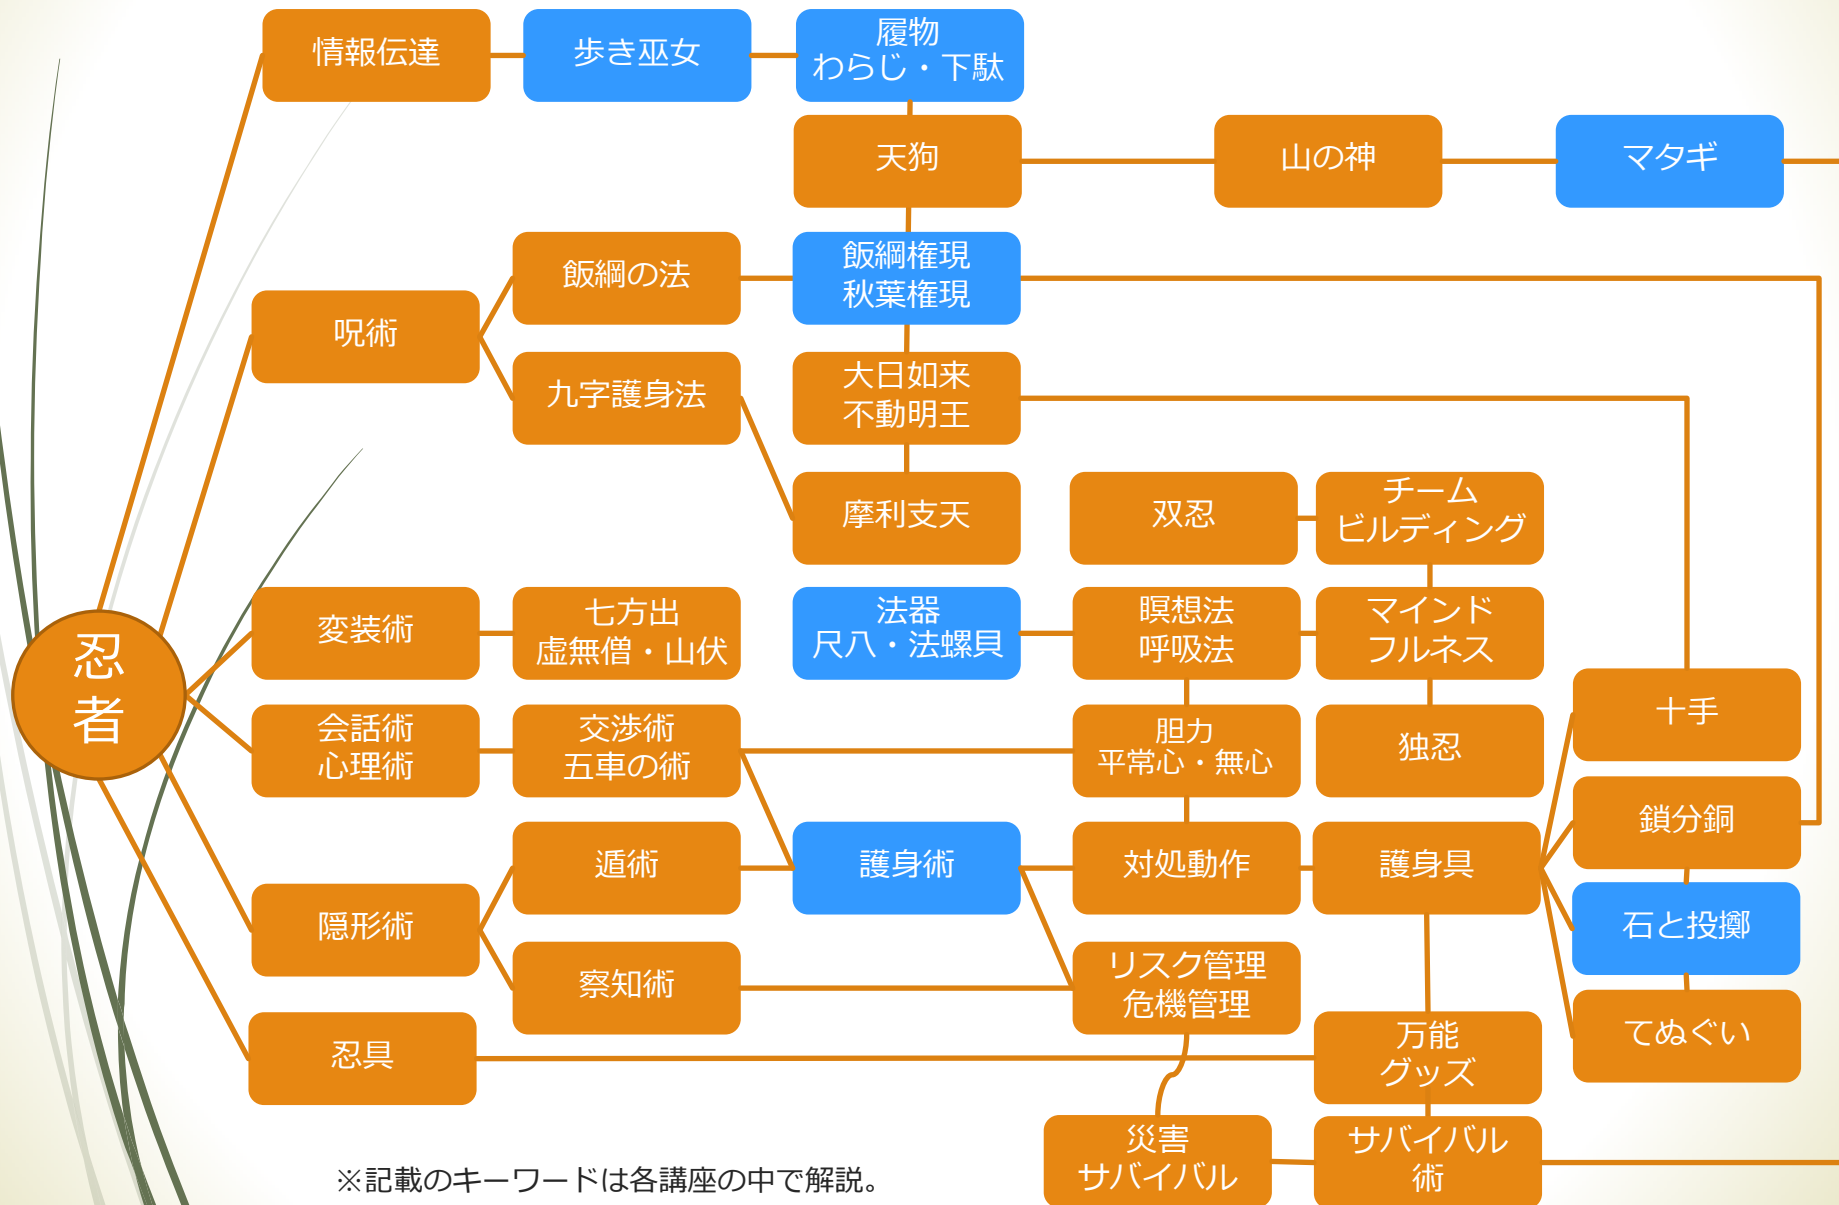 情報伝達
歩き巫女
履物
わらじ・下駄
天狗
山の神
マタギ
飯綱の法
飯綱権現
秋葉権現
呪術
九字護身法
大日如来
不動明王
摩利支天
双忍
チーム
ビルディング
忍
者
変装術
七方出
虚無僧・山伏
法器
尺八・法螺貝
瞑想法
呼吸法
マインド
フルネス
十手
会話術
心理術
交渉術
五車の術
胆力
平常心・無心
独忍
鎖分銅
遁術
護身術
対処動作
護身具
石と投擲
隠形術
察知術
リスク管理
危機管理
てぬぐい
忍具
万能
グッズ
災害
サバイバル
サバイバル
術
※記載のキーワードは各講座の中で解説。